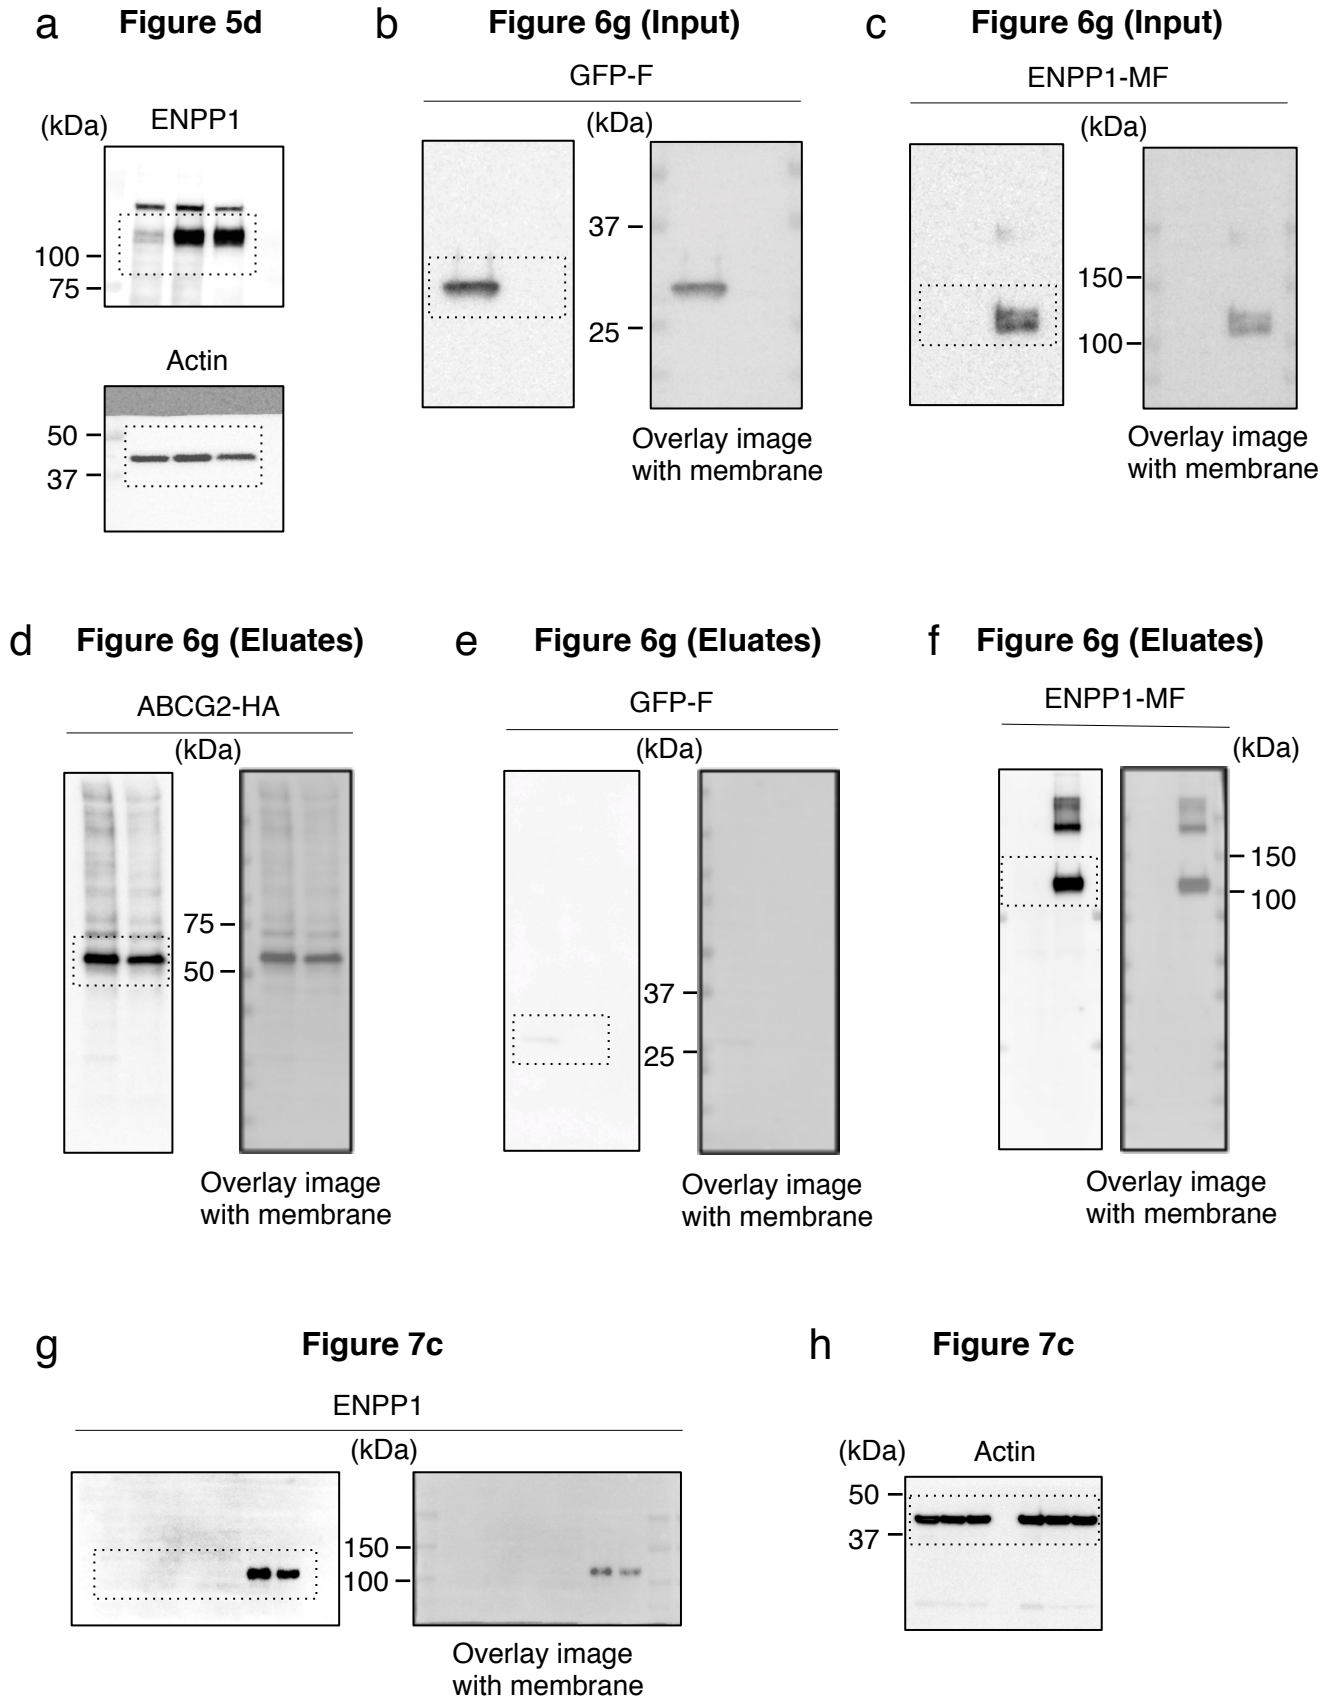 a Figure 5d
(kDa) ENPP1
100
75
Actin
50
37
b Figure 6g (Input)
GFP-F
(kDa)
37
25
Overlay image
with membrane
c Figure 6g (Input)
ENPP1-MF
(kDa)
150
100
Overlay image
with membrane
d Figure 6g (Eluates)
ABCG2-HA
(kDa)
75
50
Overlay image
with membrane
e Figure 6g (Eluates)
GFP-F
(kDa)
37
25
Overlay image
with membrane
f Figure 6g (Eluates)
ENPP1-MF
(kDa)
150
100
Overlay image
with membrane
g Figure 7c
ENPP1
(kDa)
150
100
Overlay image
with membrane
h Figure 7c
(kDa) Actin
50
37